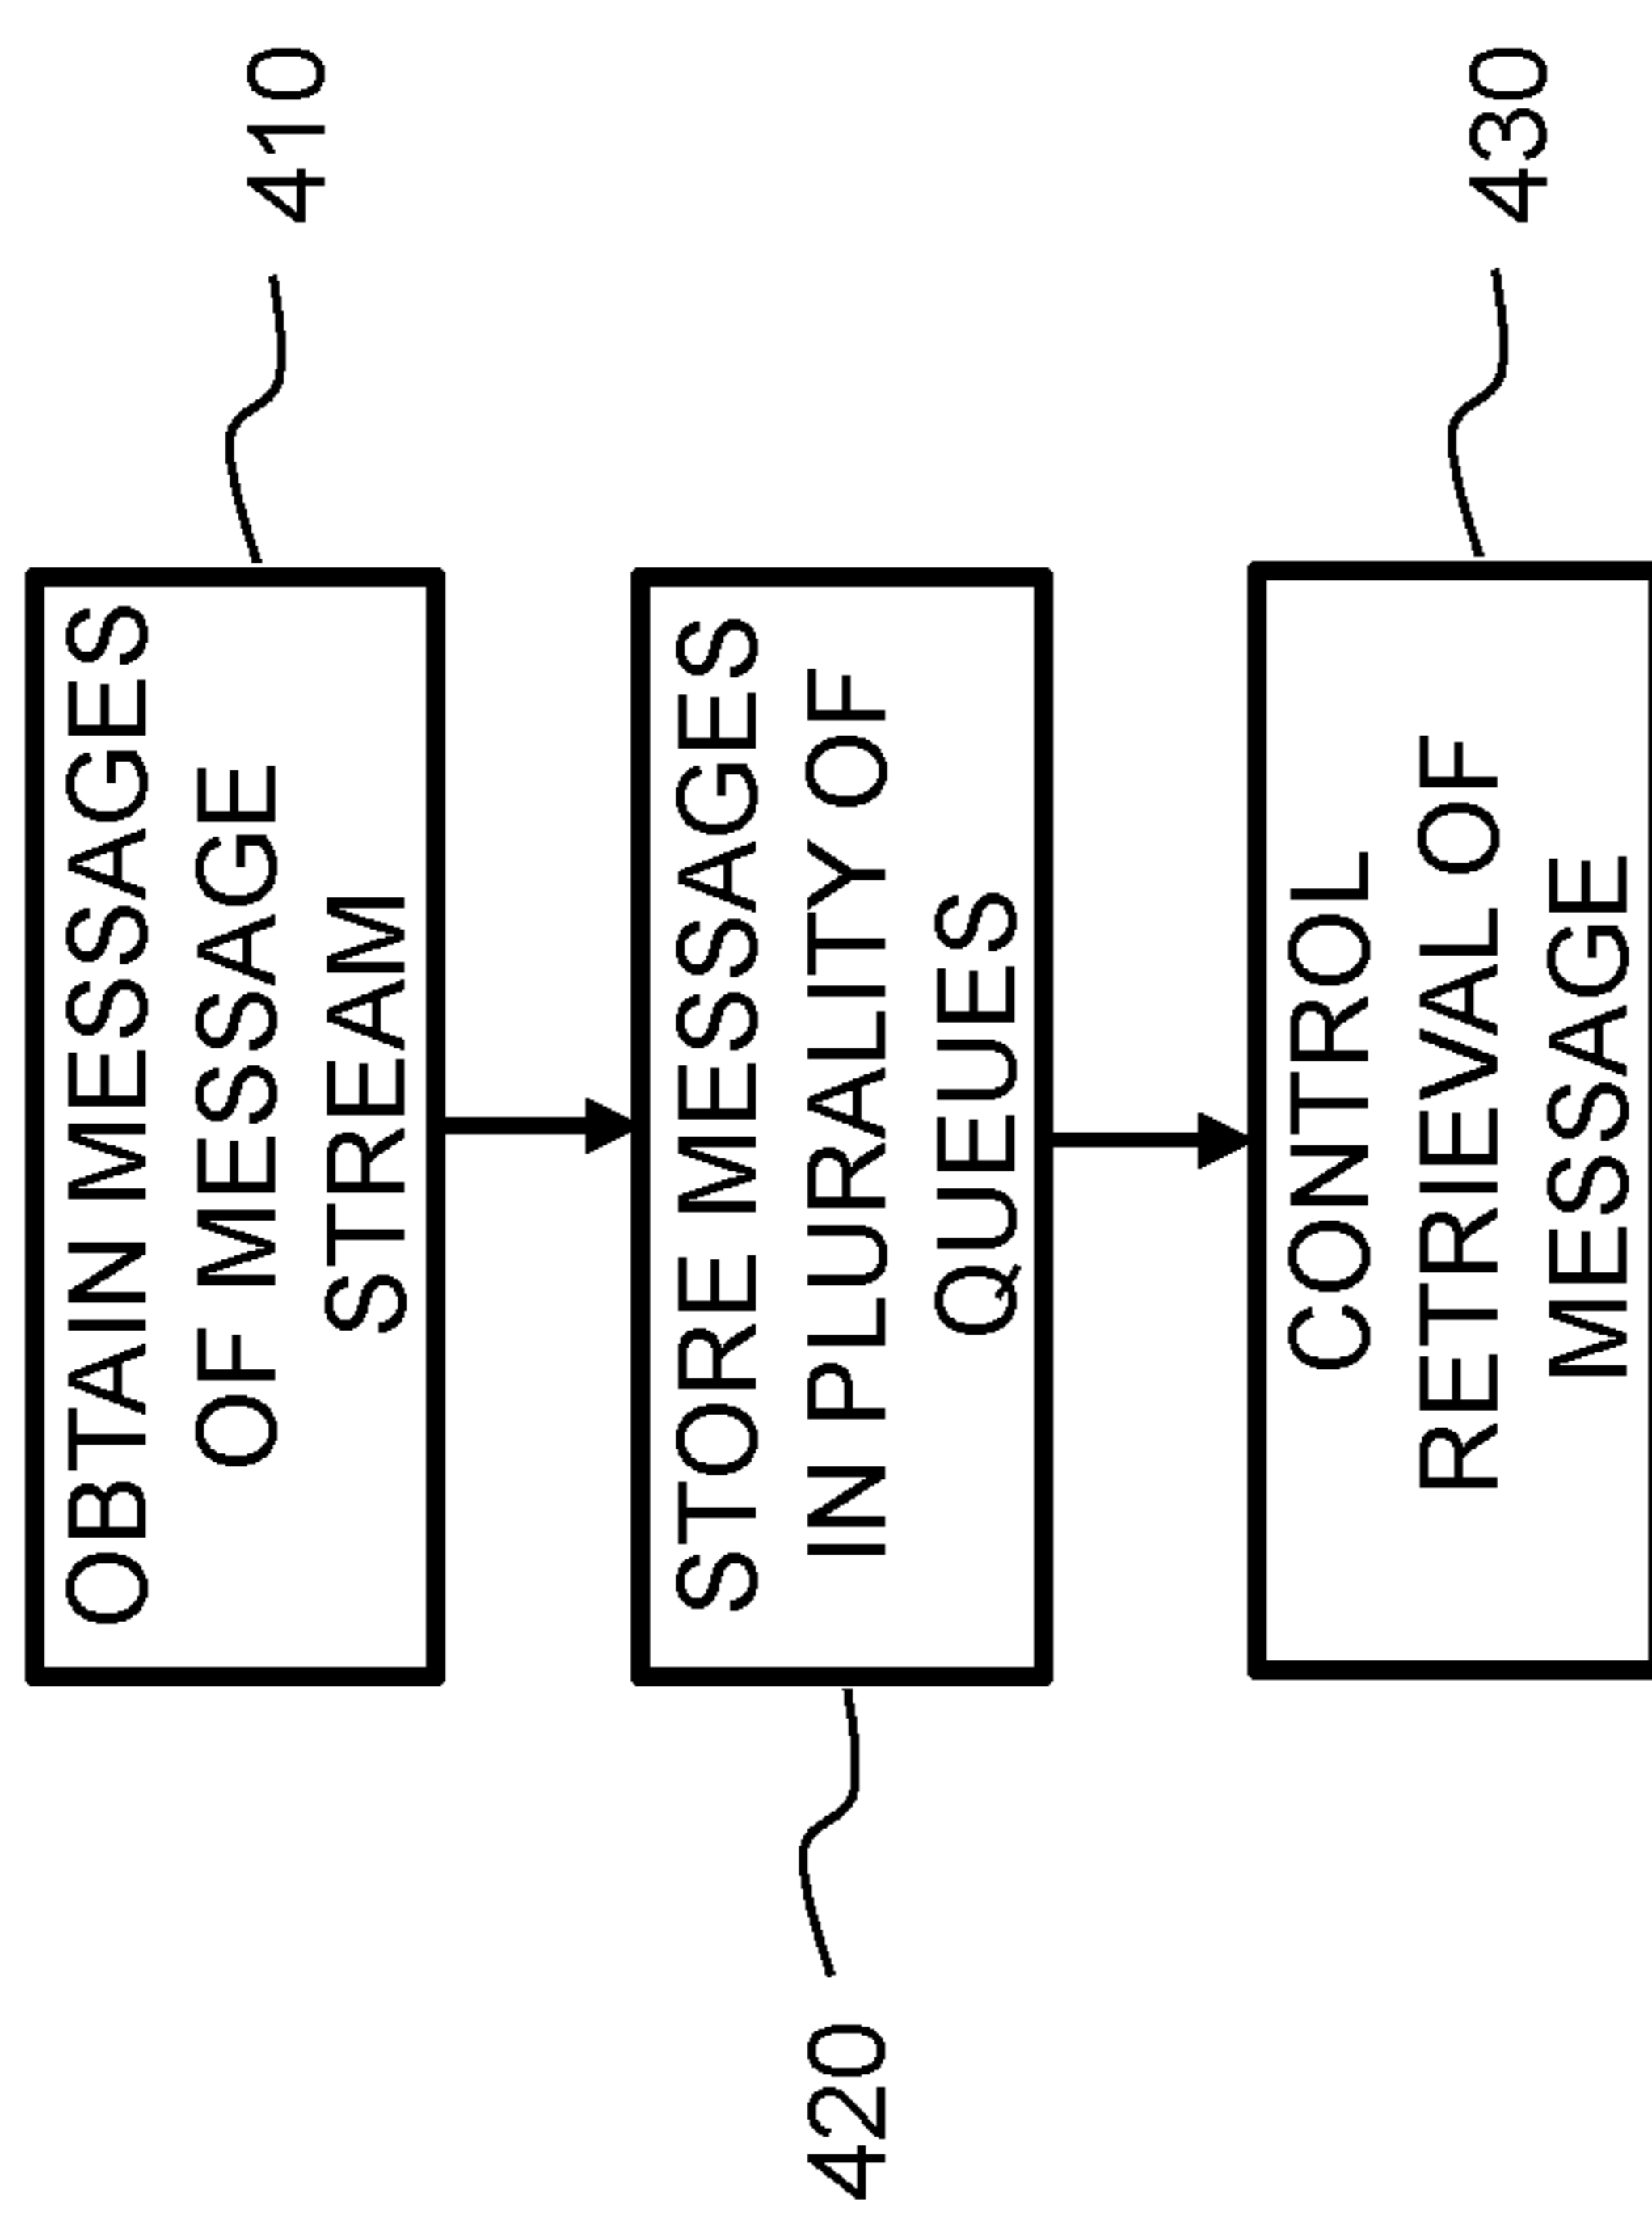 OBTAIN MESSAGES
OF MESSAGE
STREAM
410
STORE MESSAGES
IN PLURALITY OF
QUEUES
420
CONTROL
RETRIEVAL OF
MESSAGE
430